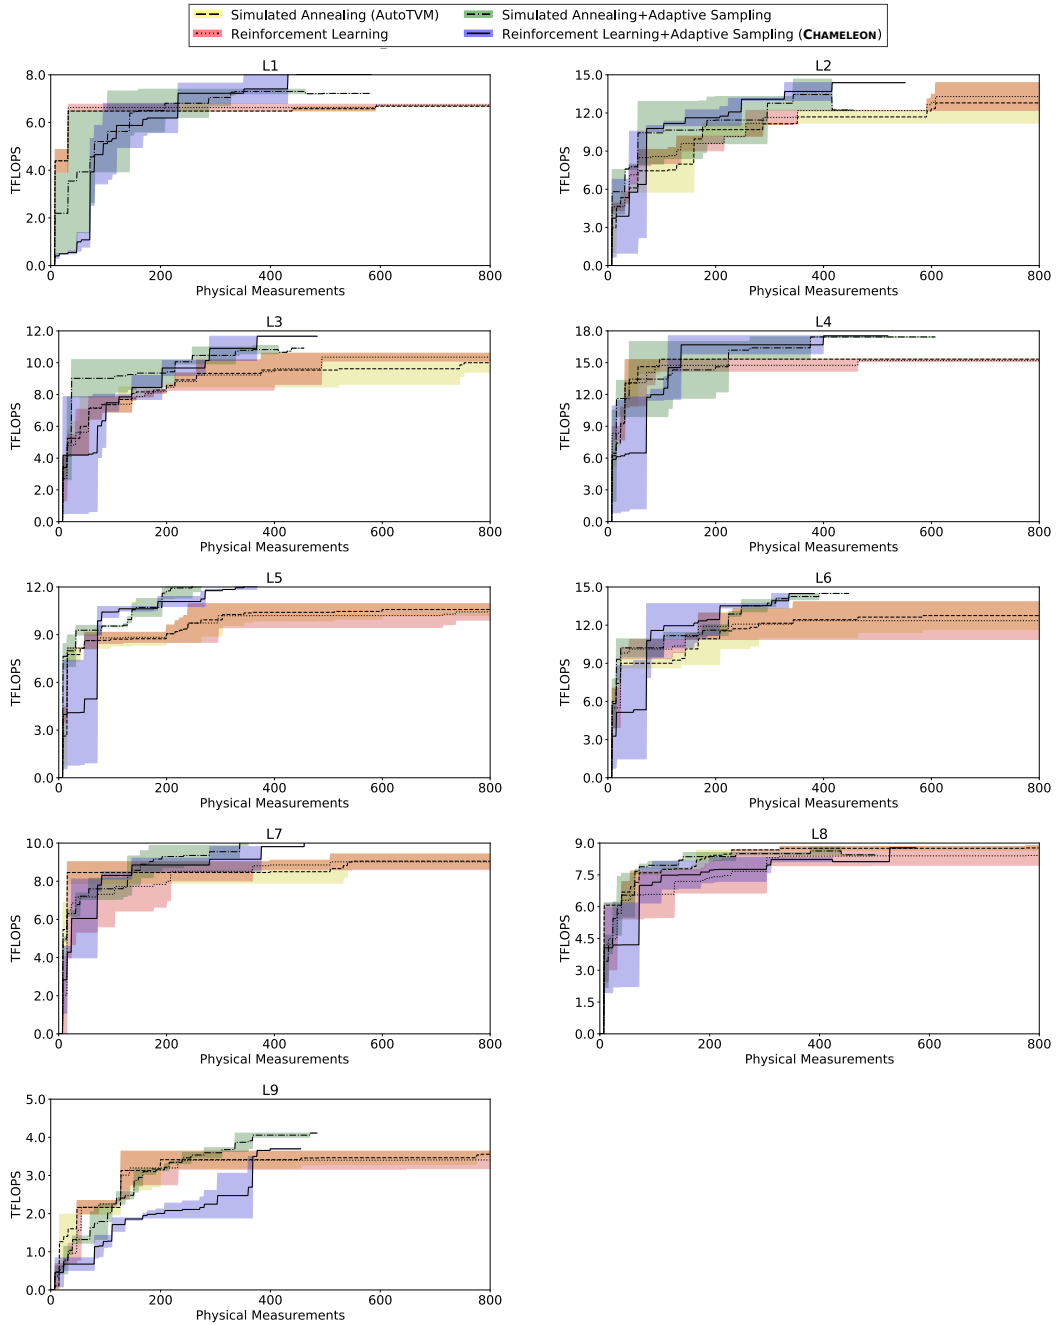 Simulated Annealing (AutoTVM)
Simulated Annealing+Adaptive Sampling
Reinforcement Learning
Reinforcement Learning+Adaptive Sampling (CHAMELEON)
L1
8.0
6.0
4.0
2.0
0.0
TFLOPS
0 200 400 600 800
Physical Measurements
L2
15.0
12.0
9.0
6.0
3.0
0.0
TFLOPS
0 200 400 600 800
Physical Measurements
L3
12.0
10.0
8.0
6.0
4.0
2.0
0.0
TFLOPS
0 200 400 600 800
Physical Measurements
L4
18.0
15.0
12.0
9.0
6.0
3.0
0.0
TFLOPS
0 200 400 600 800
Physical Measurements
L5
12.0
9.0
6.0
3.0
0.0
TFLOPS
0 200 400 600 800
Physical Measurements
L6
15.0
12.0
9.0
6.0
3.0
0.0
TFLOPS
0 200 400 600 800
Physical Measurements
L7
10.0
8.0
6.0
4.0
2.0
0.0
TFLOPS
0 200 400 600 800
Physical Measurements
L8
9.0
7.5
6.0
4.5
3.0
1.5
0.0
TFLOPS
0 200 400 600 800
Physical Measurements
L9
5.0
4.0
3.0
2.0
1.0
0.0
TFLOPS
0 200 400 600 800
Physical Measurements